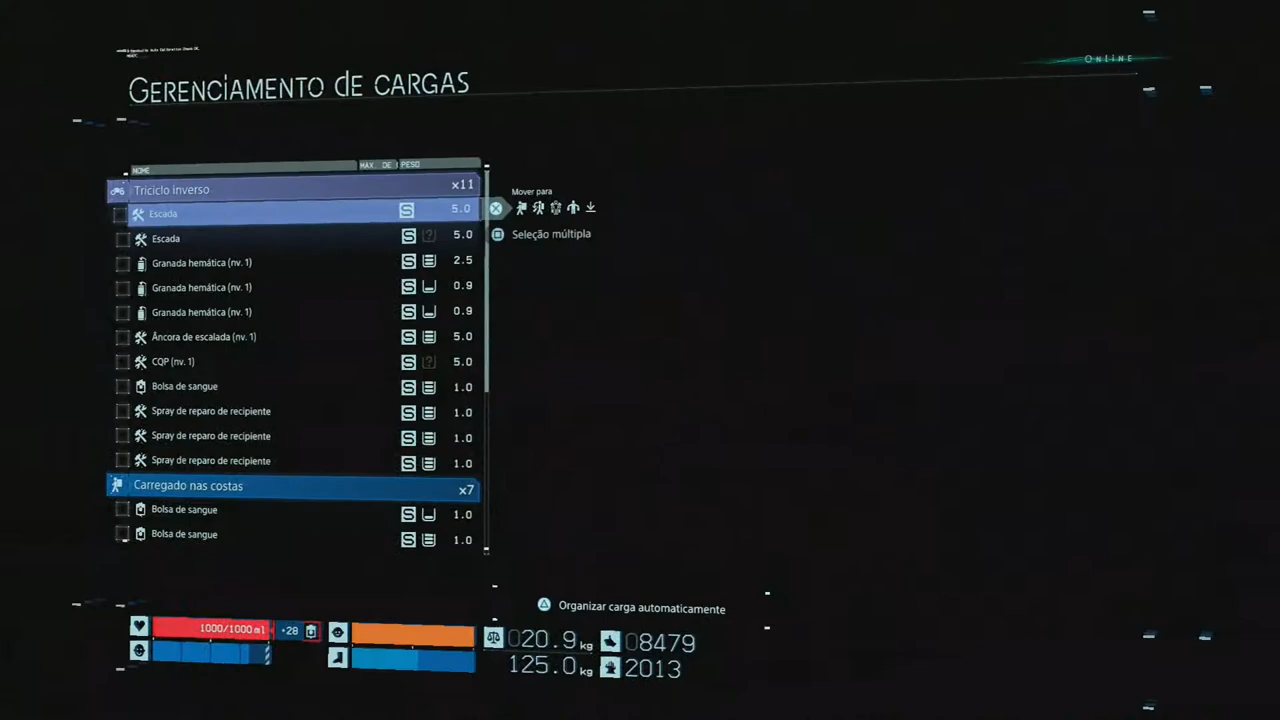 GERENCIAMENTO DE CARGAS
ONLINE
NOME MÁX. DE PESO
Triciclo inverso x11
Escada S 5.0
Mover para
Escada S ? 5.0
Seleção múltipla
Granada hemática (nv. 1) S 2.5
Granada hemática (nv. 1) S 0.9
Granada hemática (nv. 1) S 0.9
Âncora de escalada (nv. 1) S 5.0
CQP (nv. 1) S ? 5.0
Bolsa de sangue S 1.0
Spray de reparo de recipiente S 1.0
Spray de reparo de recipiente S 1.0
Spray de reparo de recipiente S 1.0
Carregado nas costas x7
Bolsa de sangue S 1.0
Bolsa de sangue S 1.0
Organizar carga automaticamente
1000/1000 ml +28 020.9 kg 08479
125.0 kg 2013